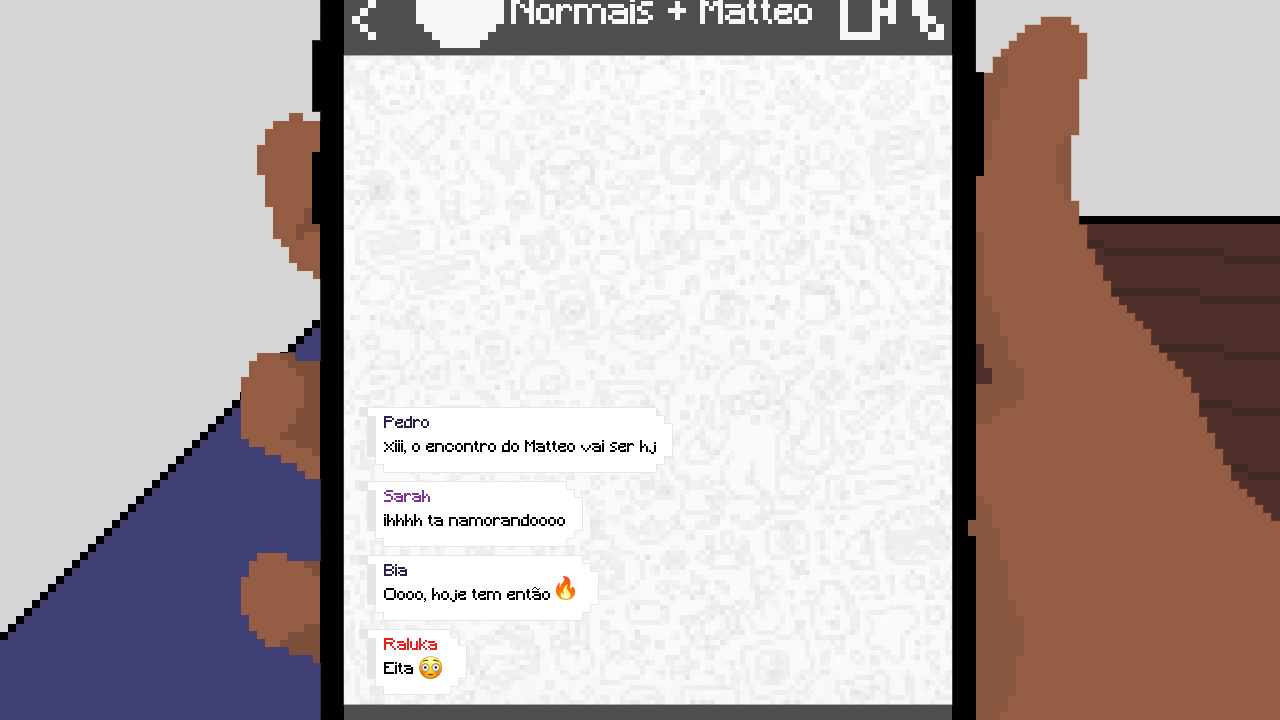 Normais + Matteo
Pedro
xiii, o encontro do Matteo vai ser hj
Sarah
ihhhh ta namorandoooo
Bia
Oooo, hoje tem então 🔥
Raluka
Eita 😳